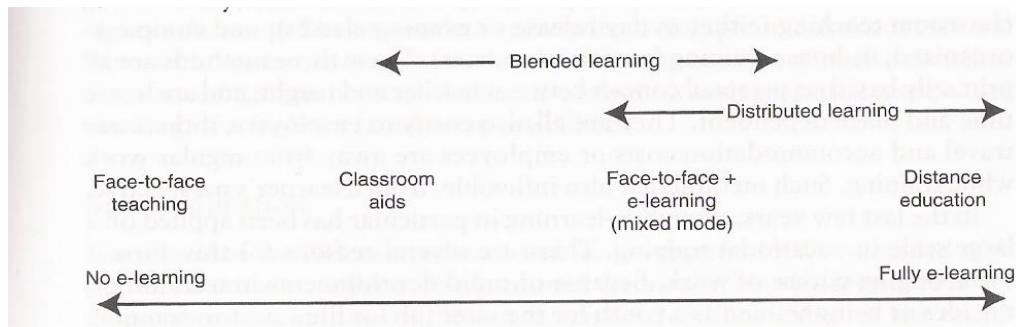 Blended learning
Distributed learning
Face-to-face
teaching
Classroom
aids
Face-to-face +
e-learning
(mixed mode)
Distance
education
No e-learning
Fully e-learning